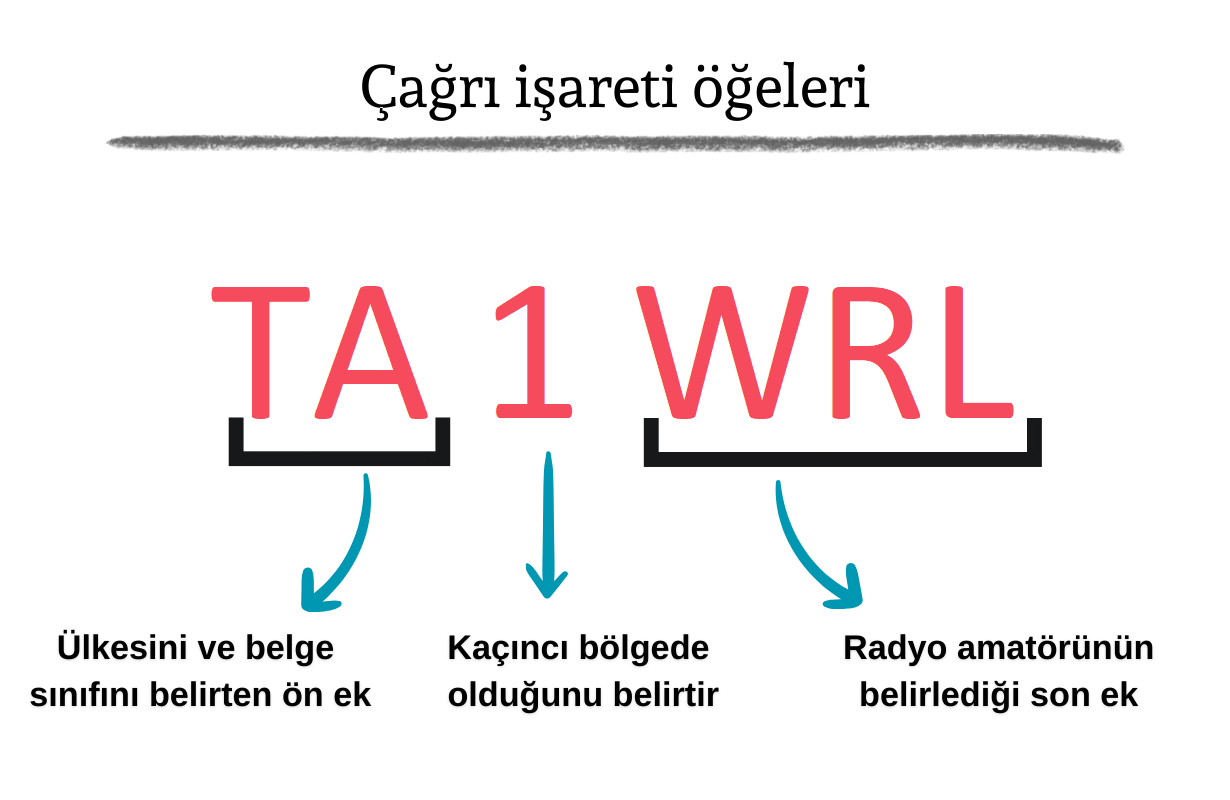 Çağrı işareti öğeleri
TA 1 WRL
Ülkesini ve belge
sınıfını belirten ön ek
Kaçıncı bölgede
olduğunu belirtir
Radyo amatörünün
belirlediği son ek